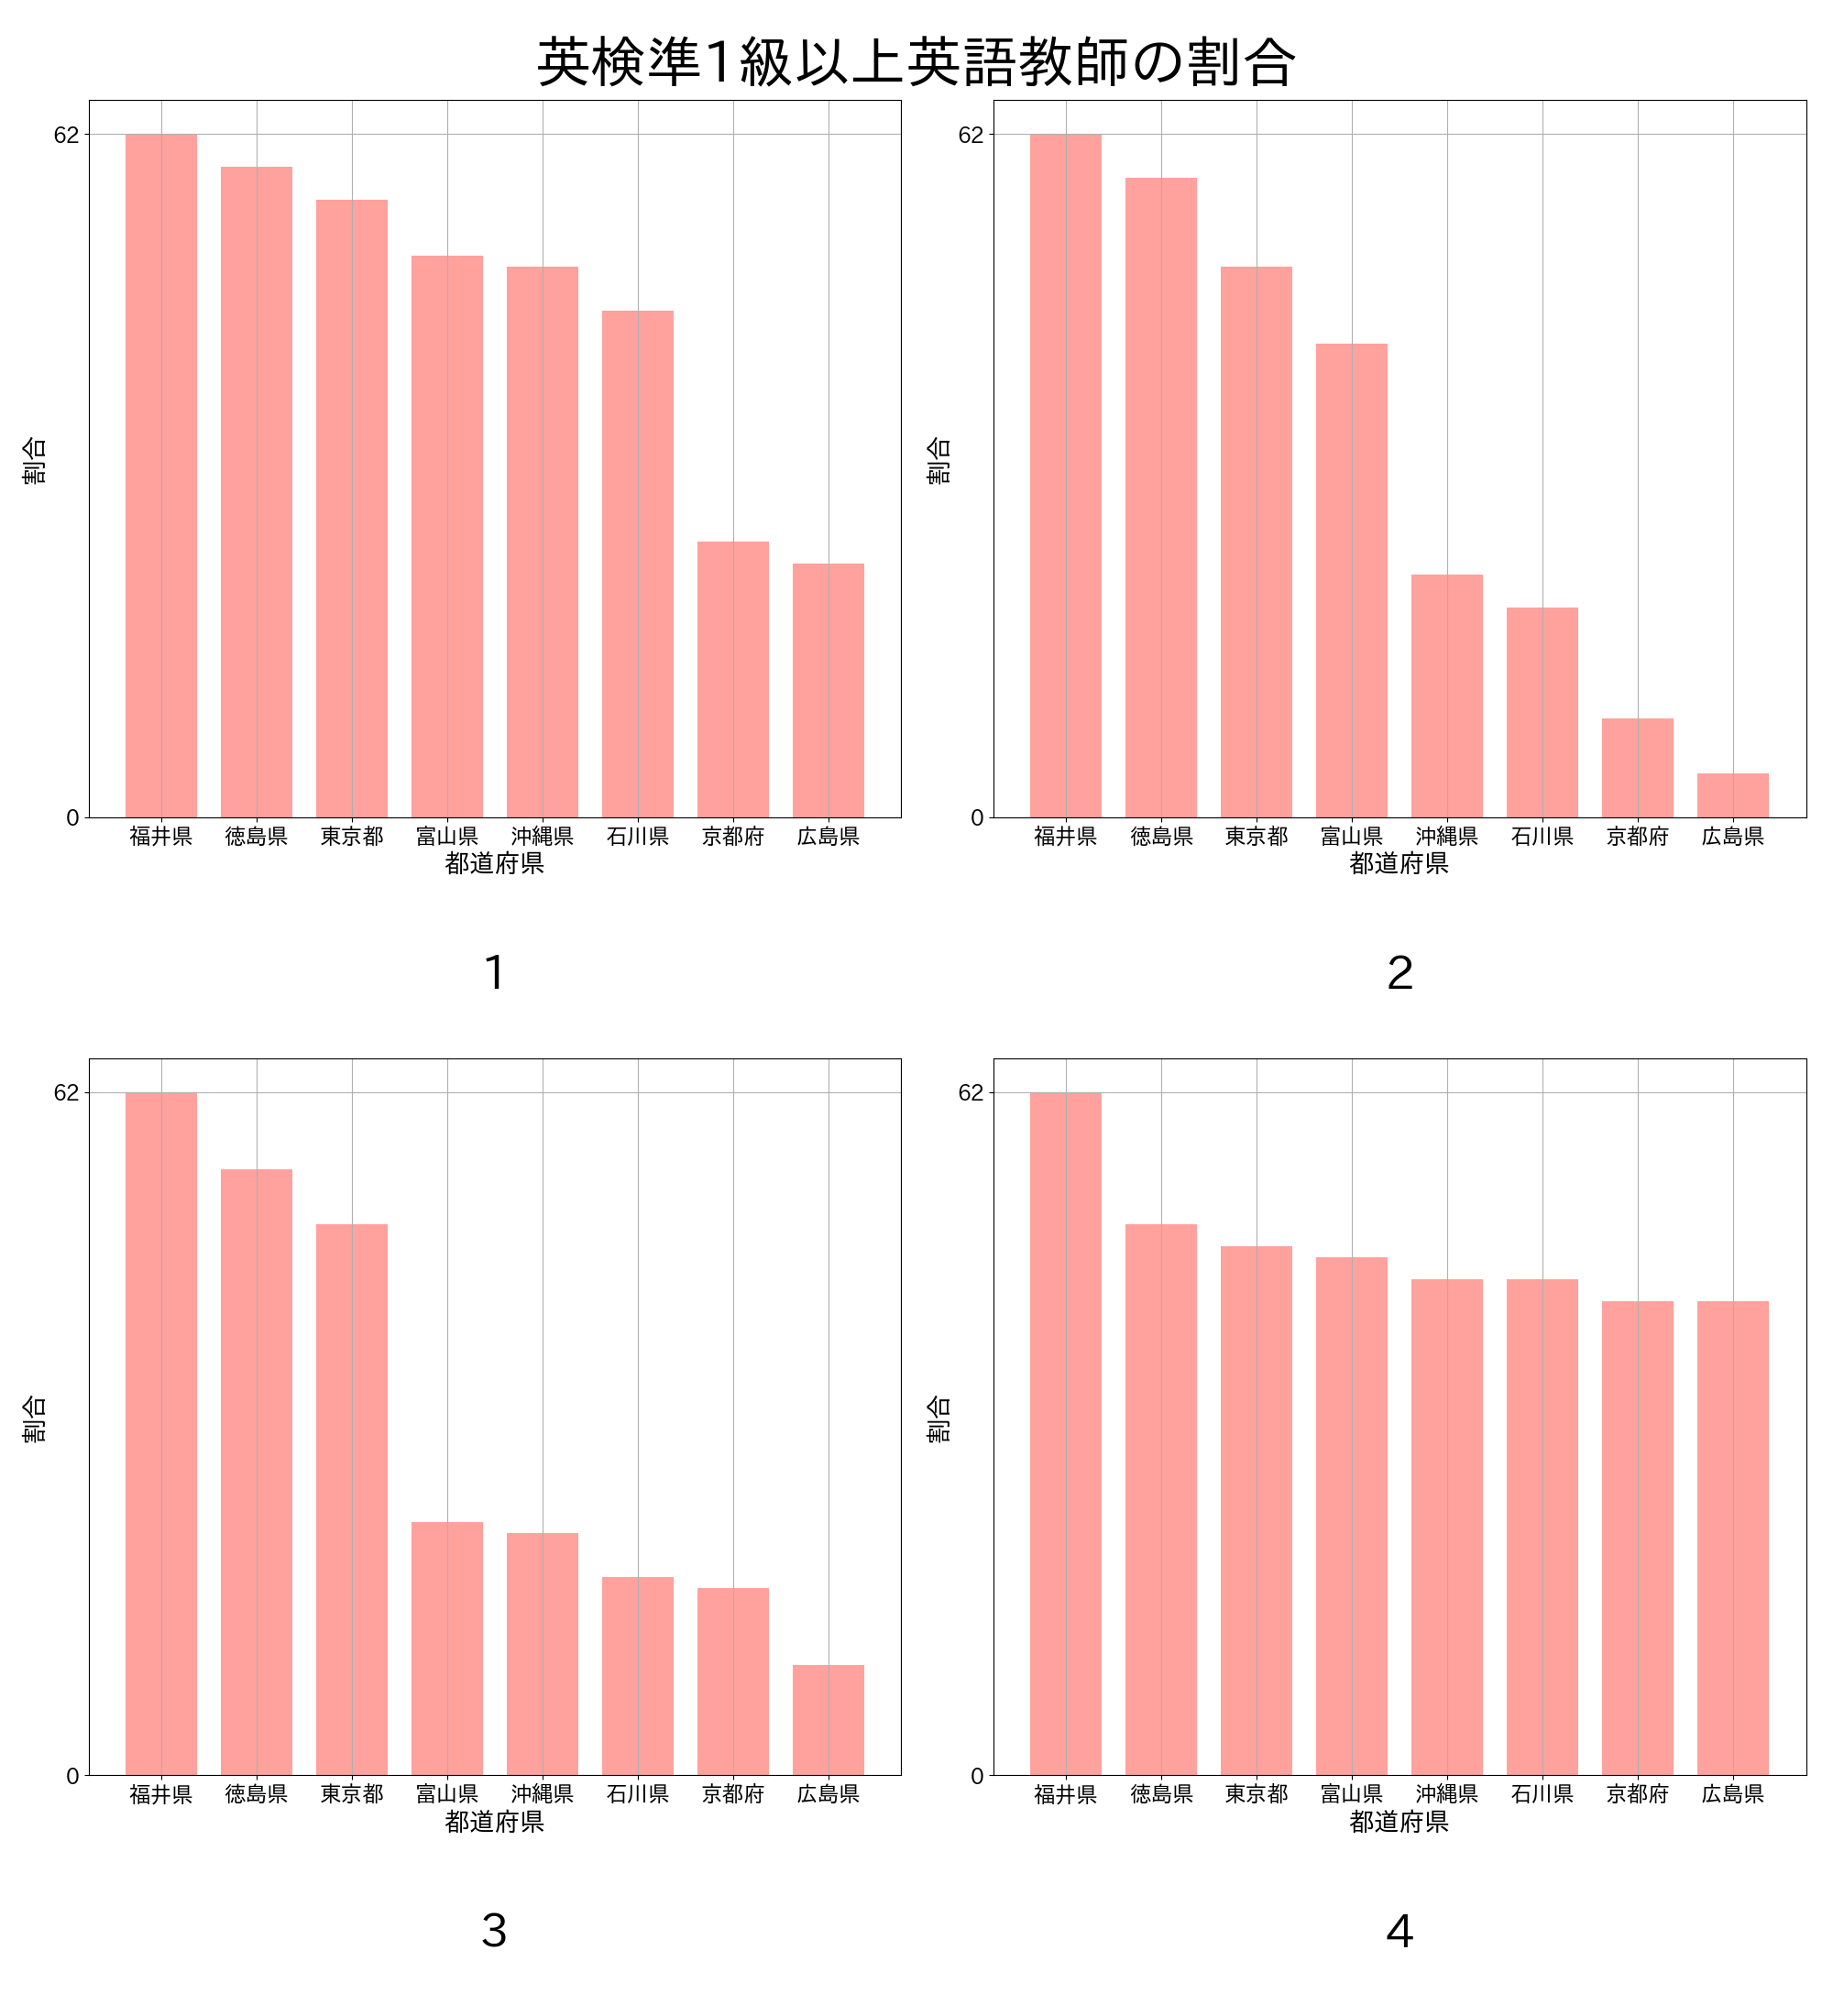 英検準1級以上英語教師の割合
62
0
割合
福井県 徳島県 東京都 富山県 沖縄県 石川県 京都府 広島県
都道府県
1
62
0
割合
福井県 徳島県 東京都 富山県 沖縄県 石川県 京都府 広島県
都道府県
2
62
0
割合
福井県 徳島県 東京都 富山県 沖縄県 石川県 京都府 広島県
都道府県
3
62
0
割合
福井県 徳島県 東京都 富山県 沖縄県 石川県 京都府 広島県
都道府県
4